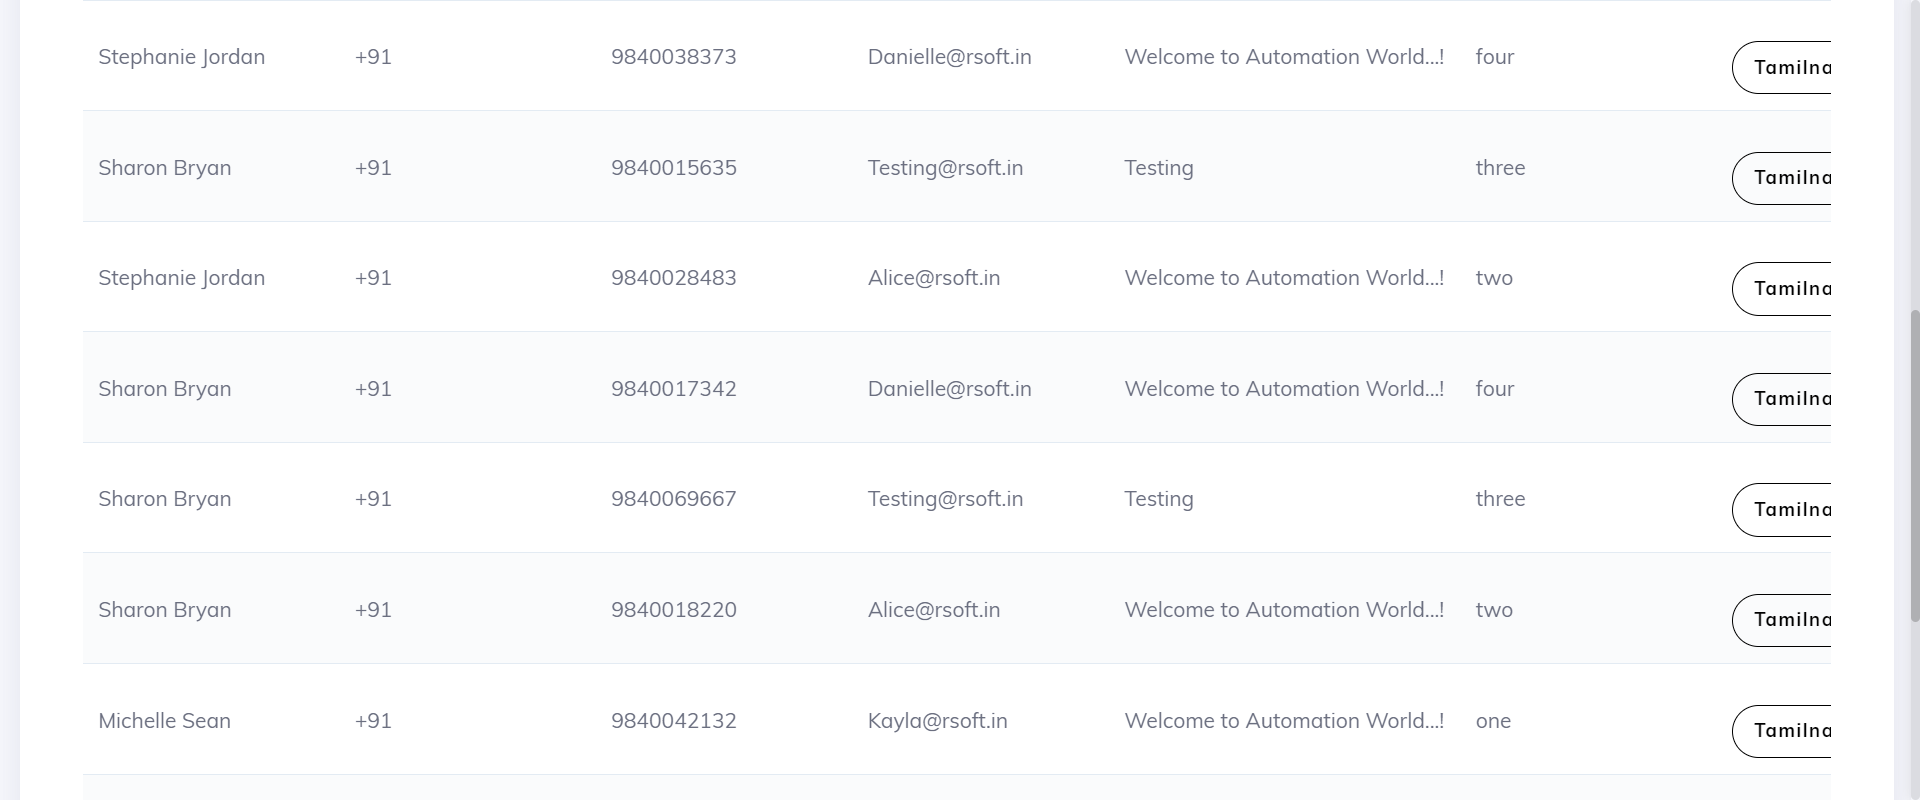 Stephanie Jordan +91 9840038373 Danielle@rsoft.in Welcome to Automation World...! four Tamilna
Sharon Bryan +91 9840015635 Testing@rsoft.in Testing three Tamilna
Stephanie Jordan +91 9840028483 Alice@rsoft.in Welcome to Automation World...! two Tamilna
Sharon Bryan +91 9840017342 Danielle@rsoft.in Welcome to Automation World...! four Tamilna
Sharon Bryan +91 9840069667 Testing@rsoft.in Testing three Tamilna
Sharon Bryan +91 9840018220 Alice@rsoft.in Welcome to Automation World...! two Tamilna
Michelle Sean +91 9840042132 Kayla@rsoft.in Welcome to Automation World...! one Tamilna